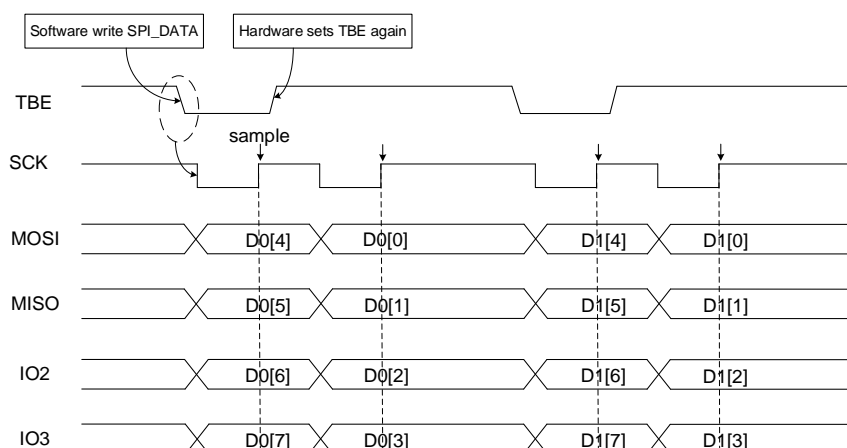 Software write SPI_DATA
Hardware sets TBE again
TBE
sample
SCK
MOSI D0[4] D0[0] D1[4] D1[0]
MISO D0[5] D0[1] D1[5] D1[1]
IO2 D0[6] D0[2] D1[6] D1[2]
IO3 D0[7] D0[3] D1[7] D1[3]